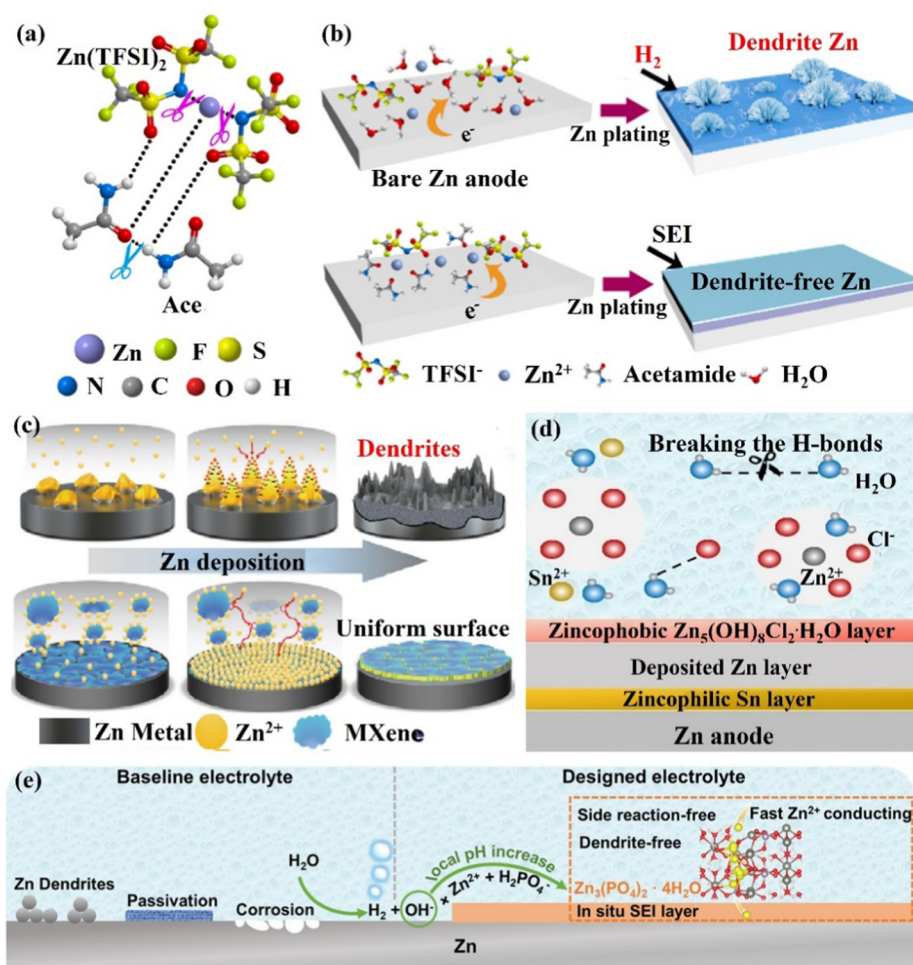 (a)
Zn(TFSI)₂
Ace
Zn
F
S
N
C
O
H
(b)
Bare Zn anode
e⁻
Zn plating
H₂
Dendrite Zn
e⁻
Zn plating
SEI
Dendrite-free Zn
TFSI⁻
Zn²⁺
Acetamide
H₂O
(c)
Dendrites
Zn deposition
Uniform surface
Zn Metal
Zn²⁺
MXene
(d)
Breaking the H-bonds
H₂O
Cl⁻
Sn²⁺
Zn²⁺
Zincophobic Zn₅(OH)₈Cl₂·H₂O layer
Deposited Zn layer
Zincophilic Sn layer
Zn anode
(e)
Baseline electrolyte
Designed electrolyte
Zn Dendrites
Passivation
H₂O
Corrosion
H₂ + OH⁻
local pH increase
+ Zn²⁺ + H₂PO₄⁻
Side reaction-free
Fast Zn²⁺ conducting
Dendrite-free
Zn₃(PO₄)₂ · 4H₂O
In situ SEI layer
Zn